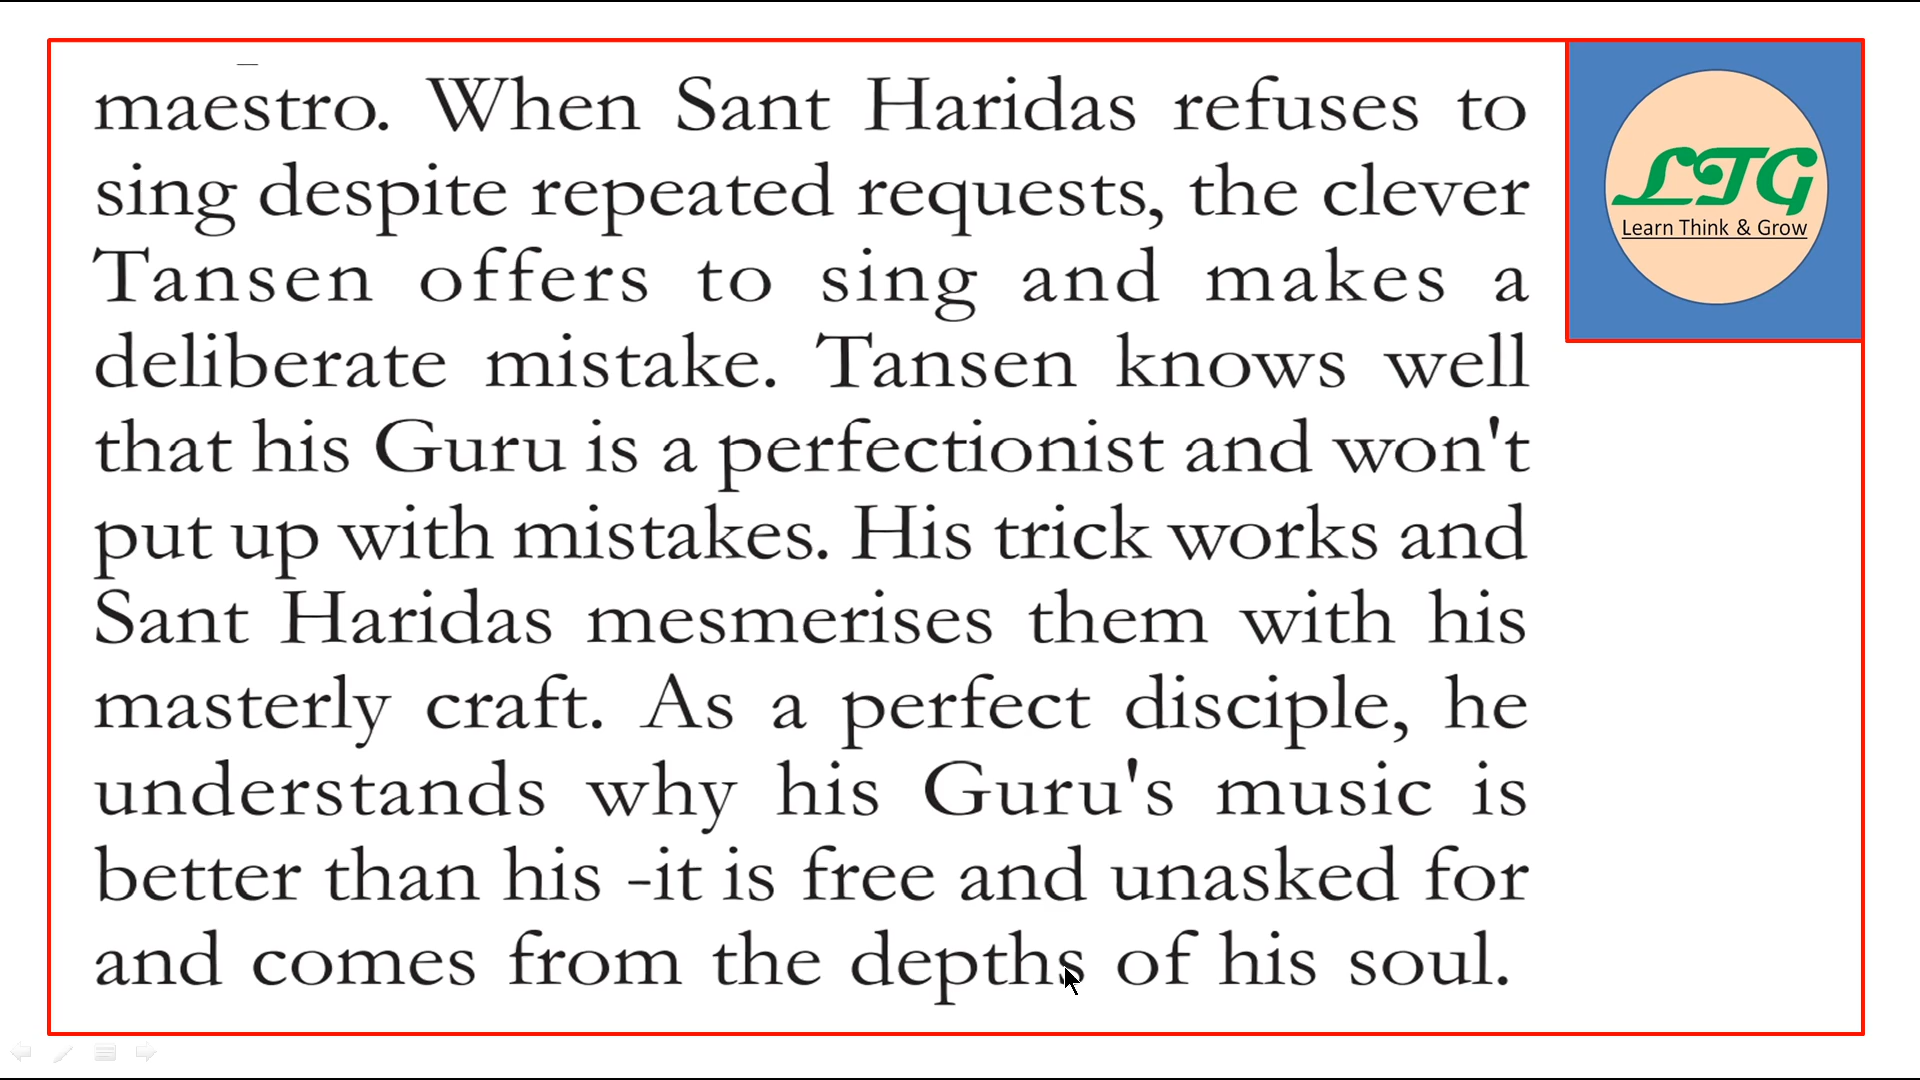 maestro. When Sant Haridas refuses to
sing despite repeated requests, the clever
Tansen offers to sing and makes a
deliberate mistake. Tansen knows well
that his Guru is a perfectionist and won't
put up with mistakes. His trick works and
Sant Haridas mesmerises them with his
masterly craft. As a perfect disciple, he
understands why his Guru's music is
better than his -it is free and unasked for
and comes from the depths of his soul.
LTG
Learn Think & Grow